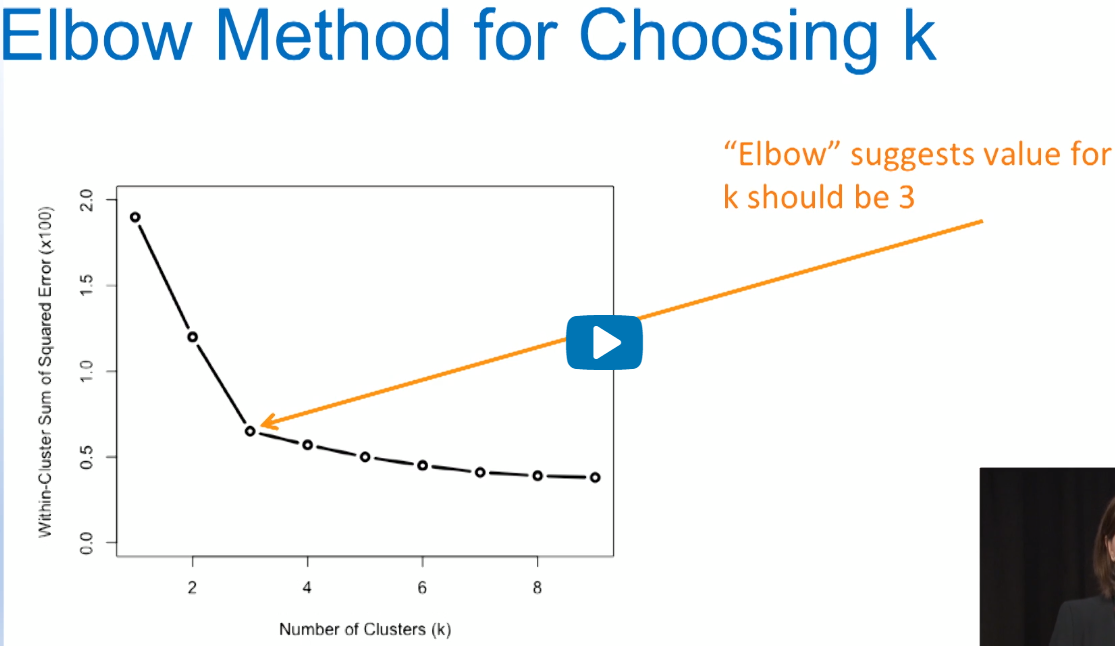 Elbow Method for Choosing k
“Elbow” suggests value for
k should be 3
Within-Cluster Sum of Squared Error (x100)
2.0
1.5
1.0
0.5
0.0
2 4 6 8
Number of Clusters (k)